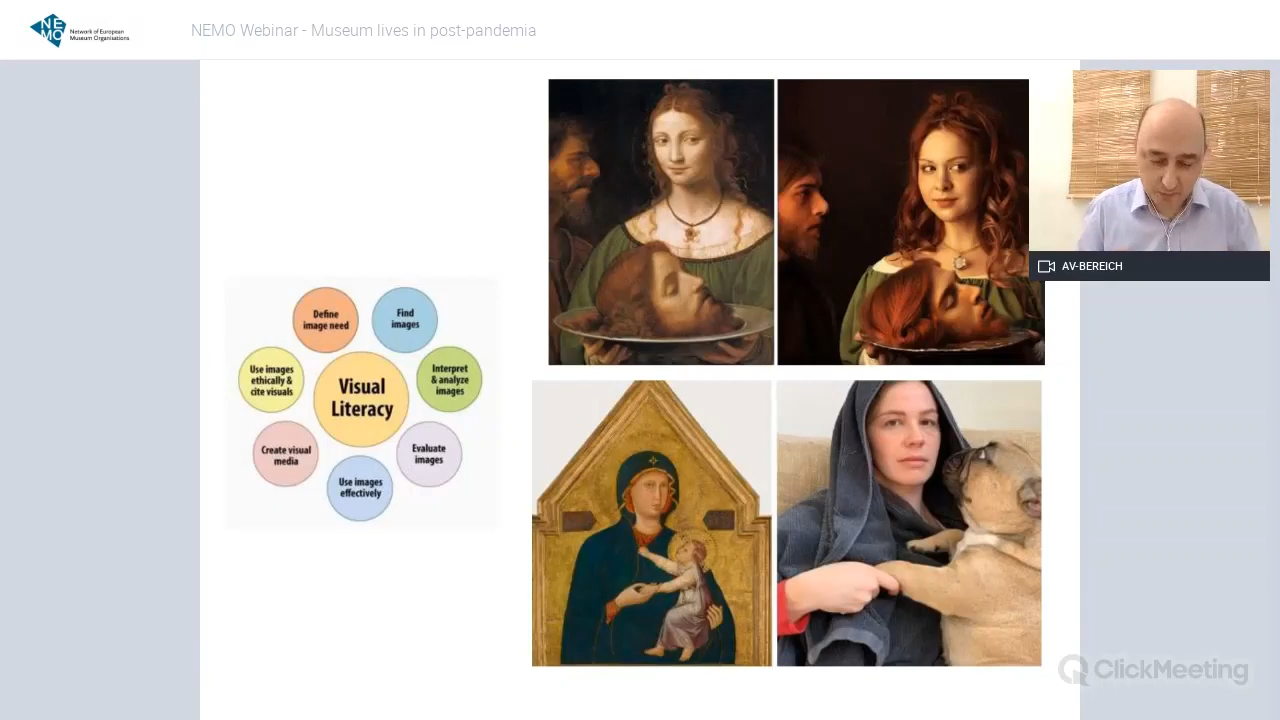 NE
MO
Network of European
Museum Organisations
NEMO Webinar - Museum lives in post-pandemia
AV-BEREICH
Define
image need
Find
images
Use images
ethically &
cite visuals
Visual
Literacy
Interpret
& analyze
images
Create visual
media
Evaluate
images
Use images
effectively
ClickMeeting